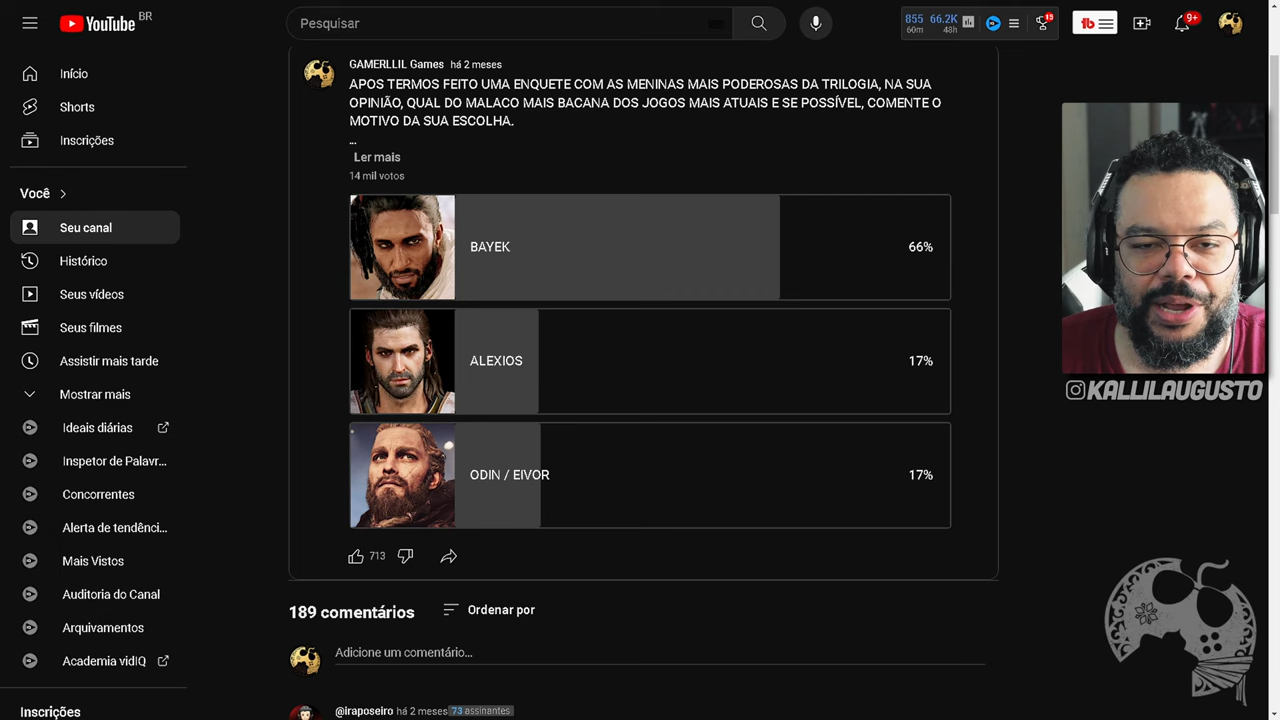 YouTube BR
Pesquisar
855 66.2K
60m 48h
13
9+
Início
Shorts
Inscrições
Você
Seu canal
Histórico
Seus vídeos
Seus filmes
Assistir mais tarde
Mostrar mais
Ideais diárias
Inspetor de Palavr...
Concorrentes
Alerta de tendênci...
Mais Vistos
Auditoria do Canal
Arquivamentos
Academia vidIQ
Inscrições
GAMERLLIL Games há 2 meses
APOS TERMOS FEITO UMA ENQUETE COM AS MENINAS MAIS PODEROSAS DA TRILOGIA, NA SUA
OPINIÃO, QUAL DO MALACO MAIS BACANA DOS JOGOS MAIS ATUAIS E SE POSSÍVEL, COMENTE O
MOTIVO DA SUA ESCOLHA.
...
Ler mais
14 mil votos
BAYEK 66%
ALEXIOS 17%
ODIN / EIVOR 17%
713
189 comentários Ordenar por
Adicione um comentário...
@iraposeiro há 2 meses 73 assinantes
KALLILAUGUSTO